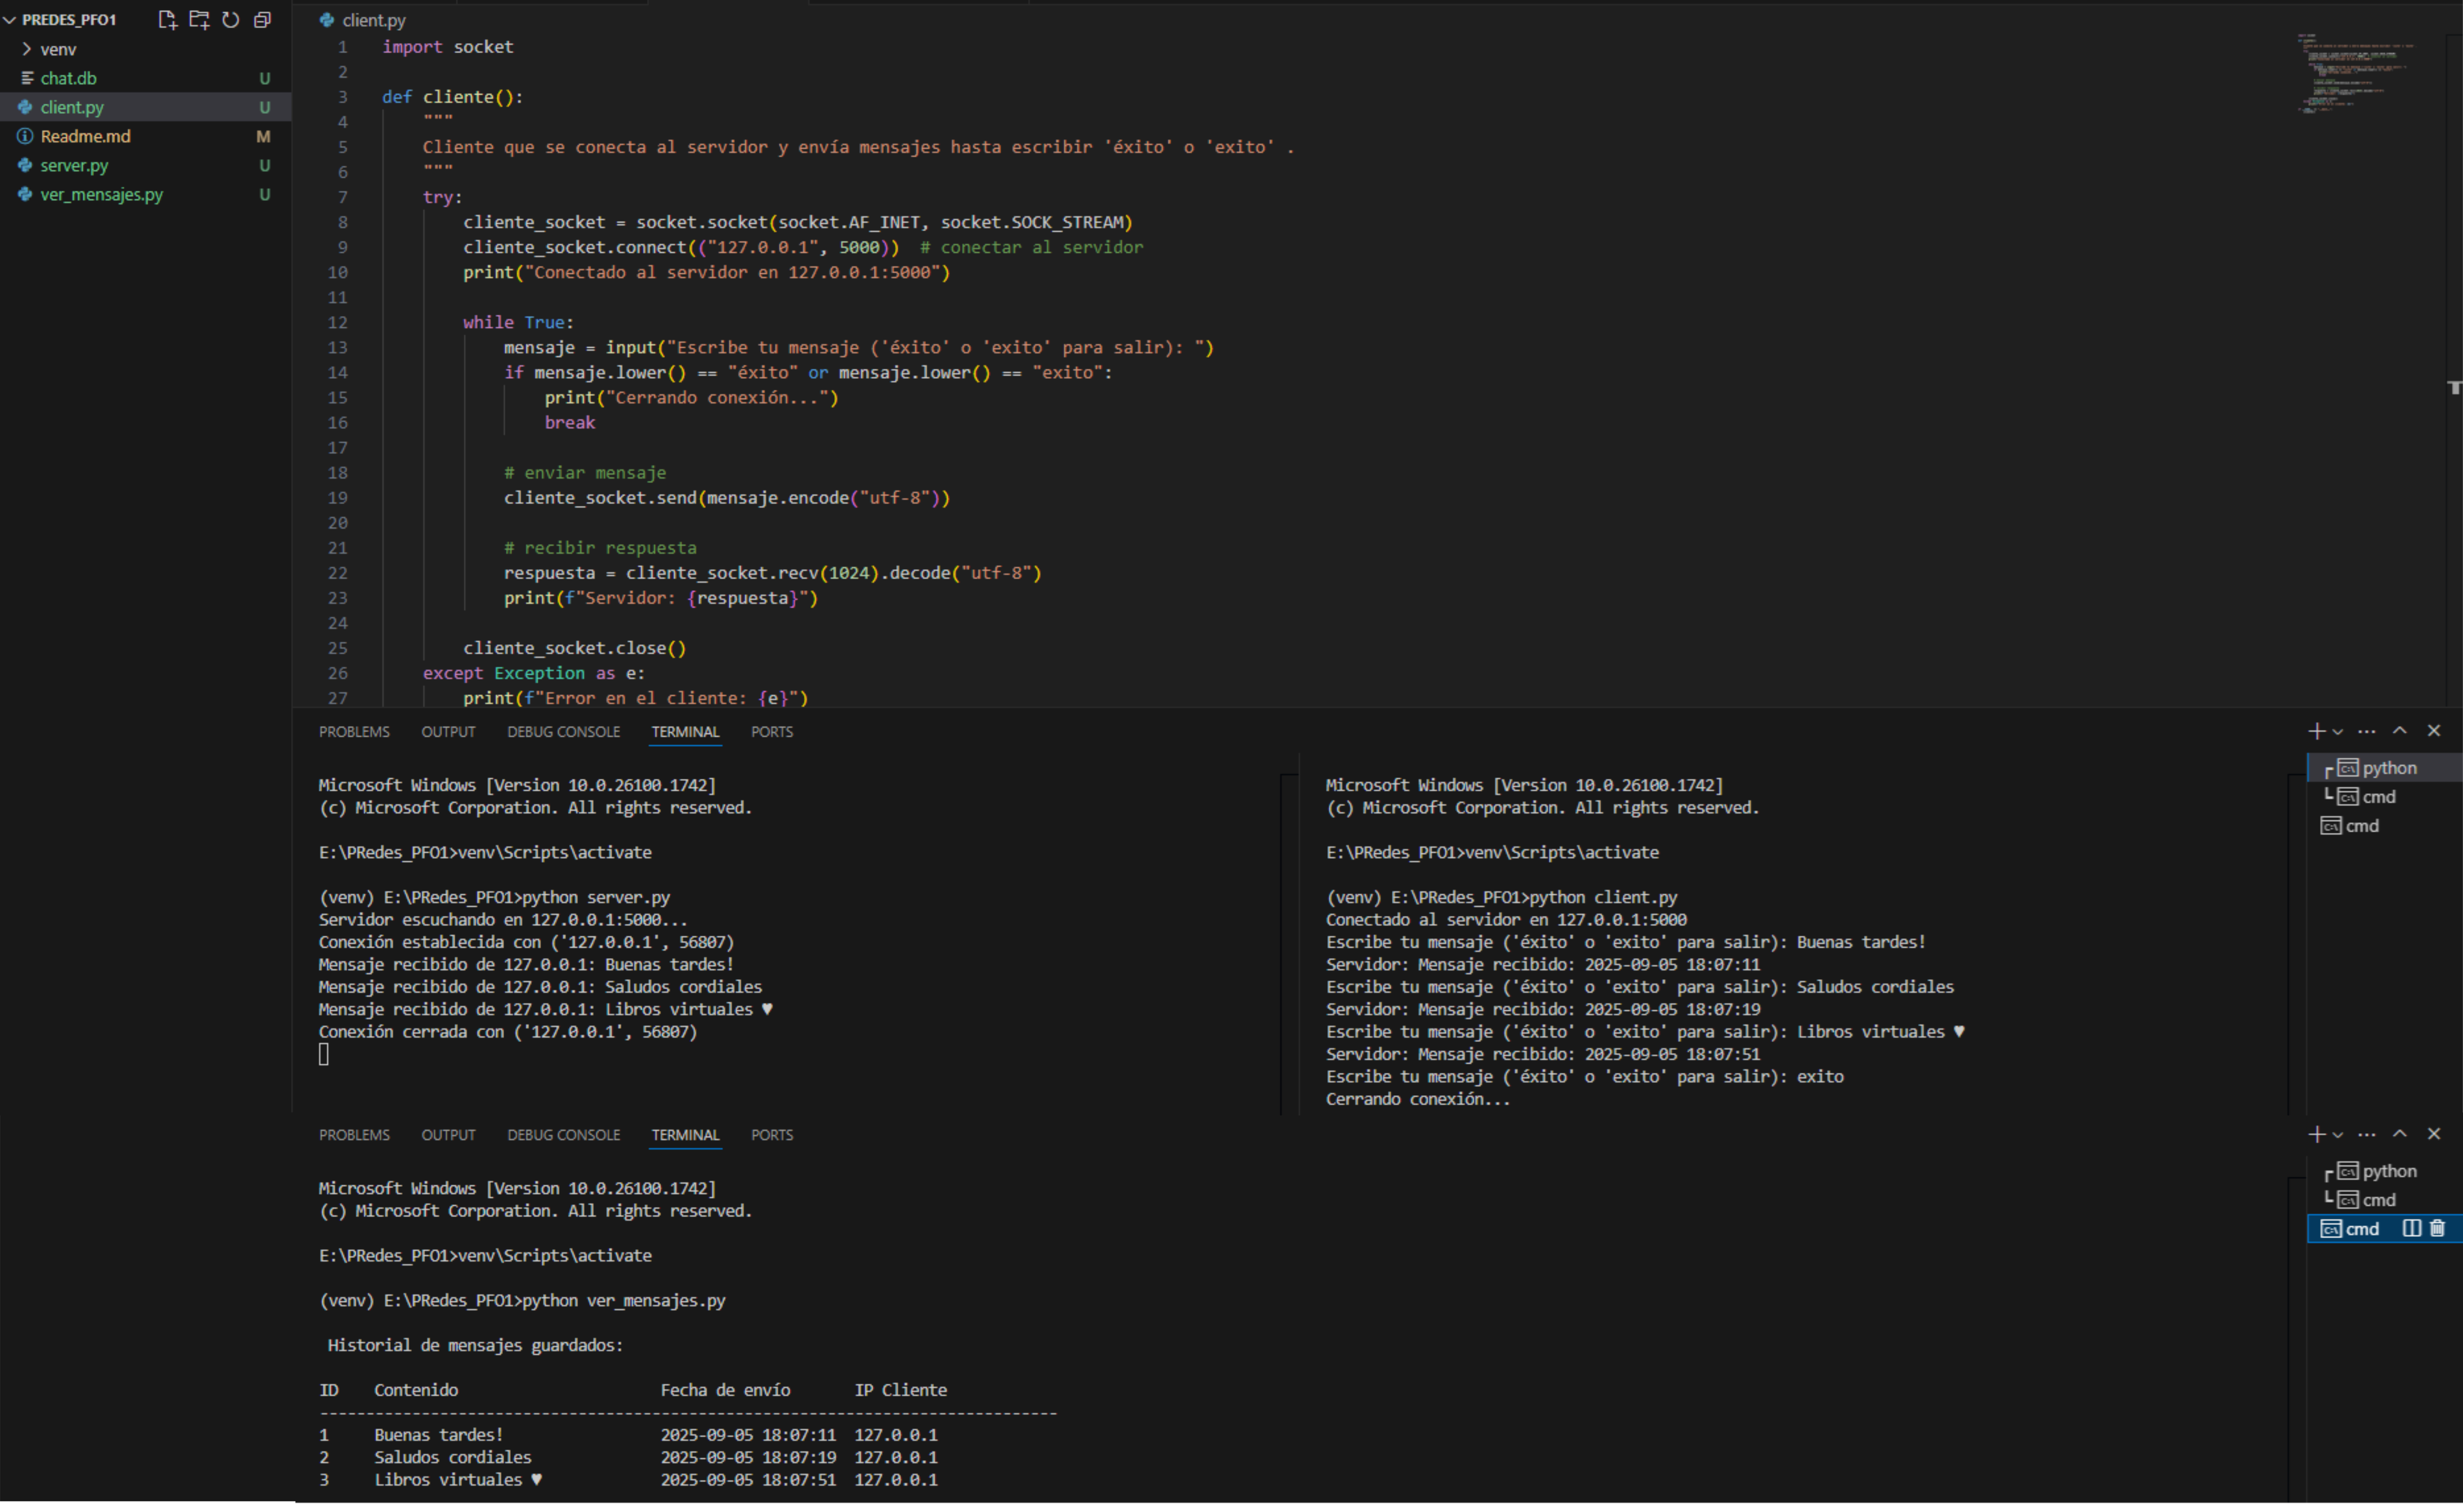 PREDES_PFO1
venv
chat.db U
client.py U
Readme.md M
server.py U
ver_mensajes.py U
client.py
1 import socket
2
3 def cliente():
4 """
5 Cliente que se conecta al servidor y envía mensajes hasta escribir 'éxito' o 'exito' .
6 """
7 try:
8 cliente_socket = socket.socket(socket.AF_INET, socket.SOCK_STREAM)
9 cliente_socket.connect(("127.0.0.1", 5000)) # conectar al servidor
10 print("Conectado al servidor en 127.0.0.1:5000")
11
12 while True:
13 mensaje = input("Escribe tu mensaje ('éxito' o 'exito' para salir): ")
14 if mensaje.lower() == "éxito" or mensaje.lower() == "exito":
15 print("Cerrando conexión...")
16 break
17
18 # enviar mensaje
19 cliente_socket.send(mensaje.encode("utf-8"))
20
21 # recibir respuesta
22 respuesta = cliente_socket.recv(1024).decode("utf-8")
23 print(f"Servidor: {respuesta}")
24
25 cliente_socket.close()
26 except Exception as e:
27 print(f"Error en el cliente: {e}")
PROBLEMS OUTPUT DEBUG CONSOLE TERMINAL PORTS
Microsoft Windows [Version 10.0.26100.1742]
(c) Microsoft Corporation. All rights reserved.
E:\PRedes_PFO1>venv\Scripts\activate
(venv) E:\PRedes_PFO1>python server.py
Servidor escuchando en 127.0.0.1:5000...
Conexión establecida con ('127.0.0.1', 56807)
Mensaje recibido de 127.0.0.1: Buenas tardes!
Mensaje recibido de 127.0.0.1: Saludos cordiales
Mensaje recibido de 127.0.0.1: Libros virtuales ♥
Conexión cerrada con ('127.0.0.1', 56807)
Microsoft Windows [Version 10.0.26100.1742]
(c) Microsoft Corporation. All rights reserved.
E:\PRedes_PFO1>venv\Scripts\activate
(venv) E:\PRedes_PFO1>python client.py
Conectado al servidor en 127.0.0.1:5000
Escribe tu mensaje ('éxito' o 'exito' para salir): Buenas tardes!
Servidor: Mensaje recibido: 2025-09-05 18:07:11
Escribe tu mensaje ('éxito' o 'exito' para salir): Saludos cordiales
Servidor: Mensaje recibido: 2025-09-05 18:07:19
Escribe tu mensaje ('éxito' o 'exito' para salir): Libros virtuales ♥
Servidor: Mensaje recibido: 2025-09-05 18:07:51
Escribe tu mensaje ('éxito' o 'exito' para salir): exito
Cerrando conexión...
python
cmd
cmd
PROBLEMS OUTPUT DEBUG CONSOLE TERMINAL PORTS
Microsoft Windows [Version 10.0.26100.1742]
(c) Microsoft Corporation. All rights reserved.
E:\PRedes_PFO1>venv\Scripts\activate
(venv) E:\PRedes_PFO1>python ver_mensajes.py
Historial de mensajes guardados:
ID Contenido Fecha de envío IP Cliente
--------------------------------------------------------------------------------
1 Buenas tardes! 2025-09-05 18:07:11 127.0.0.1
2 Saludos cordiales 2025-09-05 18:07:19 127.0.0.1
3 Libros virtuales ♥ 2025-09-05 18:07:51 127.0.0.1
python
cmd
cmd